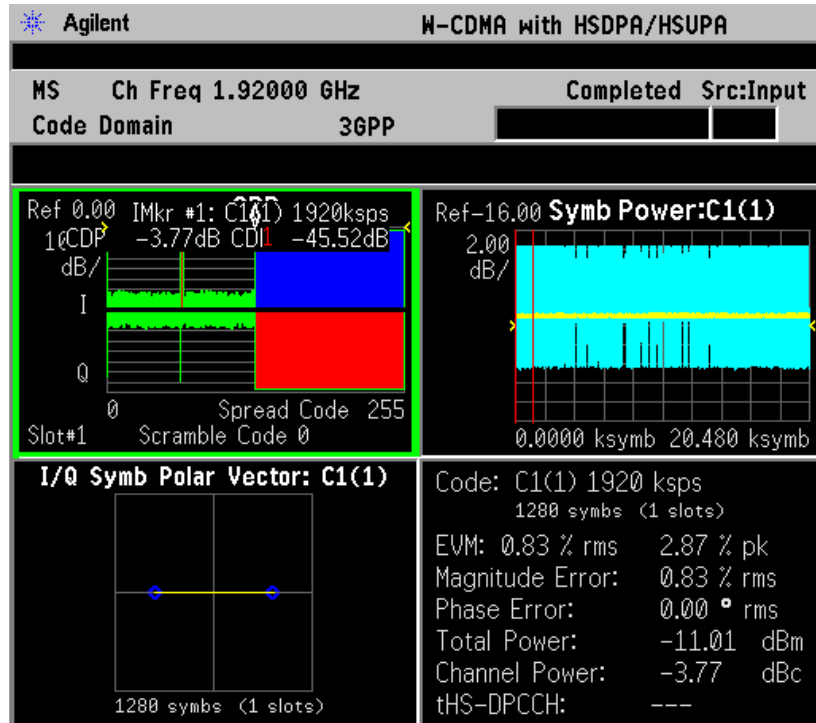 Agilent
W-CDMA with HSDPA/HSUPA
MS Ch Freq 1.92000 GHz Completed Src:Input
Code Domain 3GPP
Ref 0.00 IMkr #1: C1(1) 1920ksps
10 CDP -3.77dB CDE -45.52dB
dB/
I
Q
0 Spread Code 255
Slot#1 Scramble Code 0
Ref-16.00 Symb Power:C1(1)
2.00
dB/
0.0000 ksymb 20.480 ksymb
I/Q Symb Polar Vector: C1(1)
1280 symbs (1 slots)
Code: C1(1) 1920 ksps
1280 symbs (1 slots)
EVM: 0.83 % rms 2.87 % pk
Magnitude Error: 0.83 % rms
Phase Error: 0.00 ° rms
Total Power: -11.01 dBm
Channel Power: -3.77 dBc
tHS-DPCCH: ---